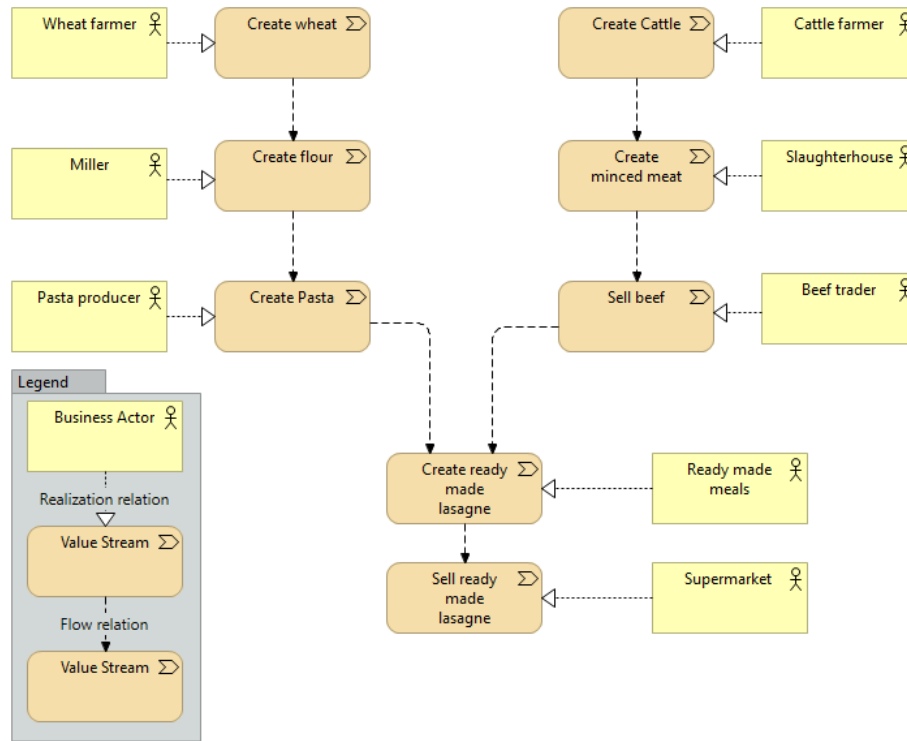 Wheat farmer
Create wheat
Create Cattle
Cattle farmer
Miller
Create flour
Create
minced meat
Slaughterhouse
Pasta producer
Create Pasta
Sell beef
Beef trader
Legend
Business Actor
Realization relation
Value Stream
Flow relation
Value Stream
Create ready
made
lasagne
Ready made
meals
Sell ready
made
lasagne
Supermarket